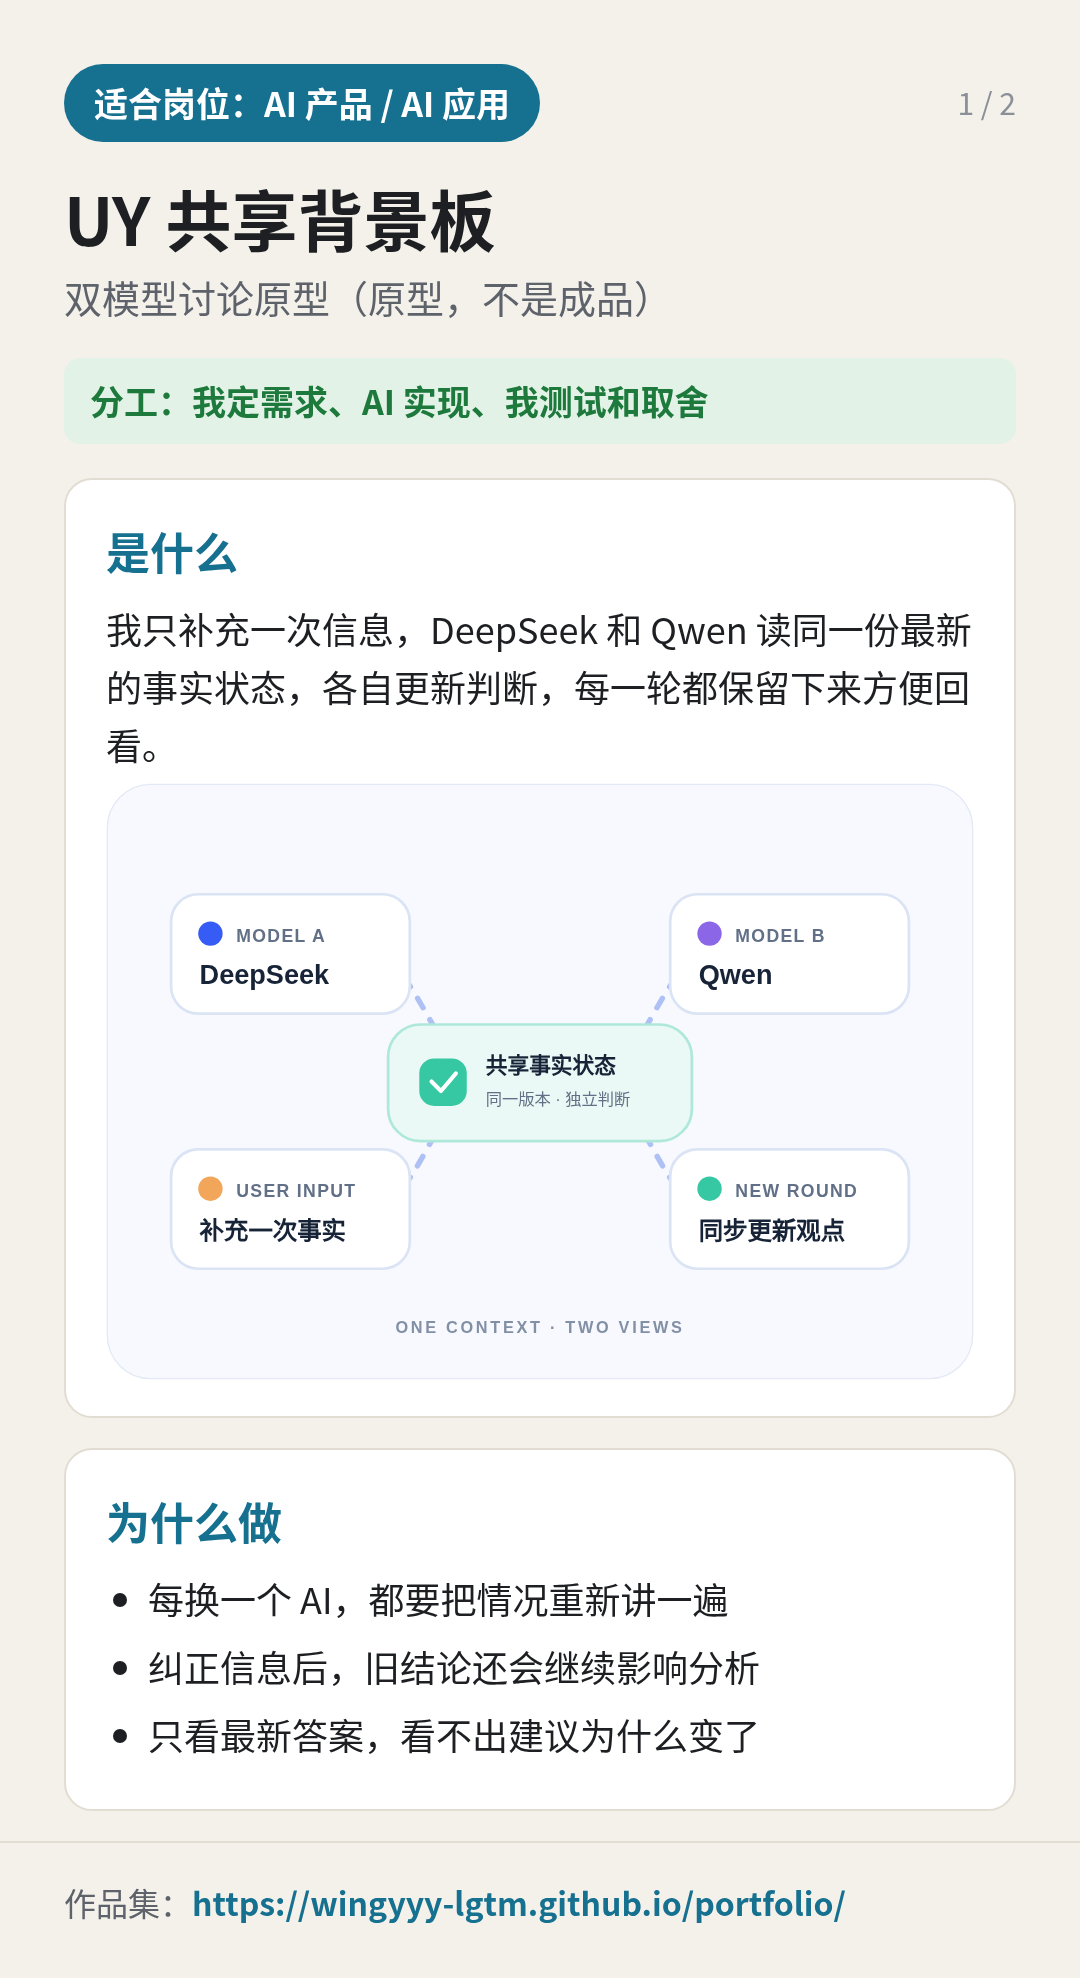 适合岗位：AI 产品 / AI 应用
1 / 2
UY 共享背景板
双模型讨论原型（原型，不是成品）
分工：我定需求、AI 实现、我测试和取舍
是什么
我只补充一次信息，DeepSeek 和 Qwen 读同一份最新
的事实状态，各自更新判断，每一轮都保留下来方便回
看。
MODEL A
DeepSeek
MODEL B
Qwen
共享事实状态
同一版本 · 独立判断
USER INPUT
补充一次事实
NEW ROUND
同步更新观点
ONE CONTEXT · TWO VIEWS
为什么做
• 每换一个 AI，都要把情况重新讲一遍
• 纠正信息后，旧结论还会继续影响分析
• 只看最新答案，看不出建议为什么变了
作品集：https://wingyyy-lgtm.github.io/portfolio/